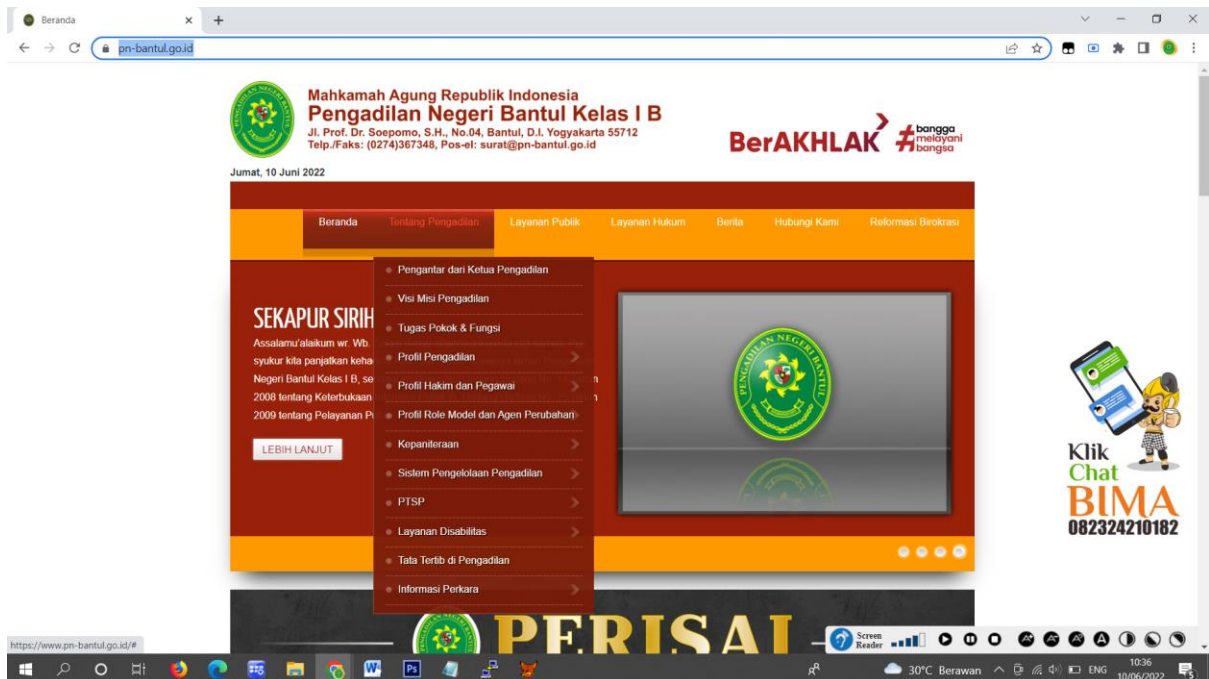 Beranda
pn-bantul.go.id
Mahkamah Agung Republik Indonesia
Pengadilan Negeri Bantul Kelas I B
Jl. Prof. Dr. Soepomo, S.H., No.04, Bantul, D.I. Yogyakarta 55712
Telp./Faks: (0274)367348, Pos-el: surat@pn-bantul.go.id
BerAKHLAK
#bangga
melayani
bangsa
Jumat, 10 Juni 2022
Beranda Tentang Pengadilan Layanan Publik Layanan Hukum Berita Hubungi Kami Reformasi Birokrasi
Pengantar dari Ketua Pengadilan
Visi Misi Pengadilan
Tugas Pokok & Fungsi
Profil Pengadilan
Profil Hakim dan Pegawai
Profil Role Model dan Agen Perubahan
Kepaniteraan
Sistem Pengelolaan Pengadilan
PTSP
Layanan Disabilitas
Tata Tertib di Pengadilan
Informasi Perkara
SEKAPUR SIRIH
Assalamu'alaikum wr. Wb.
syukur kita panjatkan
Negeri Bantul Kelas I B,
2008 tentang Keterbukaan
2009 tentang Pelayanan
LEBIH LANJUT
PENGADILAN NEGERI BANTUL
Klik
Chat
BIMA
082324210182
PERISAI
Screen
Reader
https://www.pn-bantul.go.id/#
30°C Berawan
ENG
10:36
10/06/2022